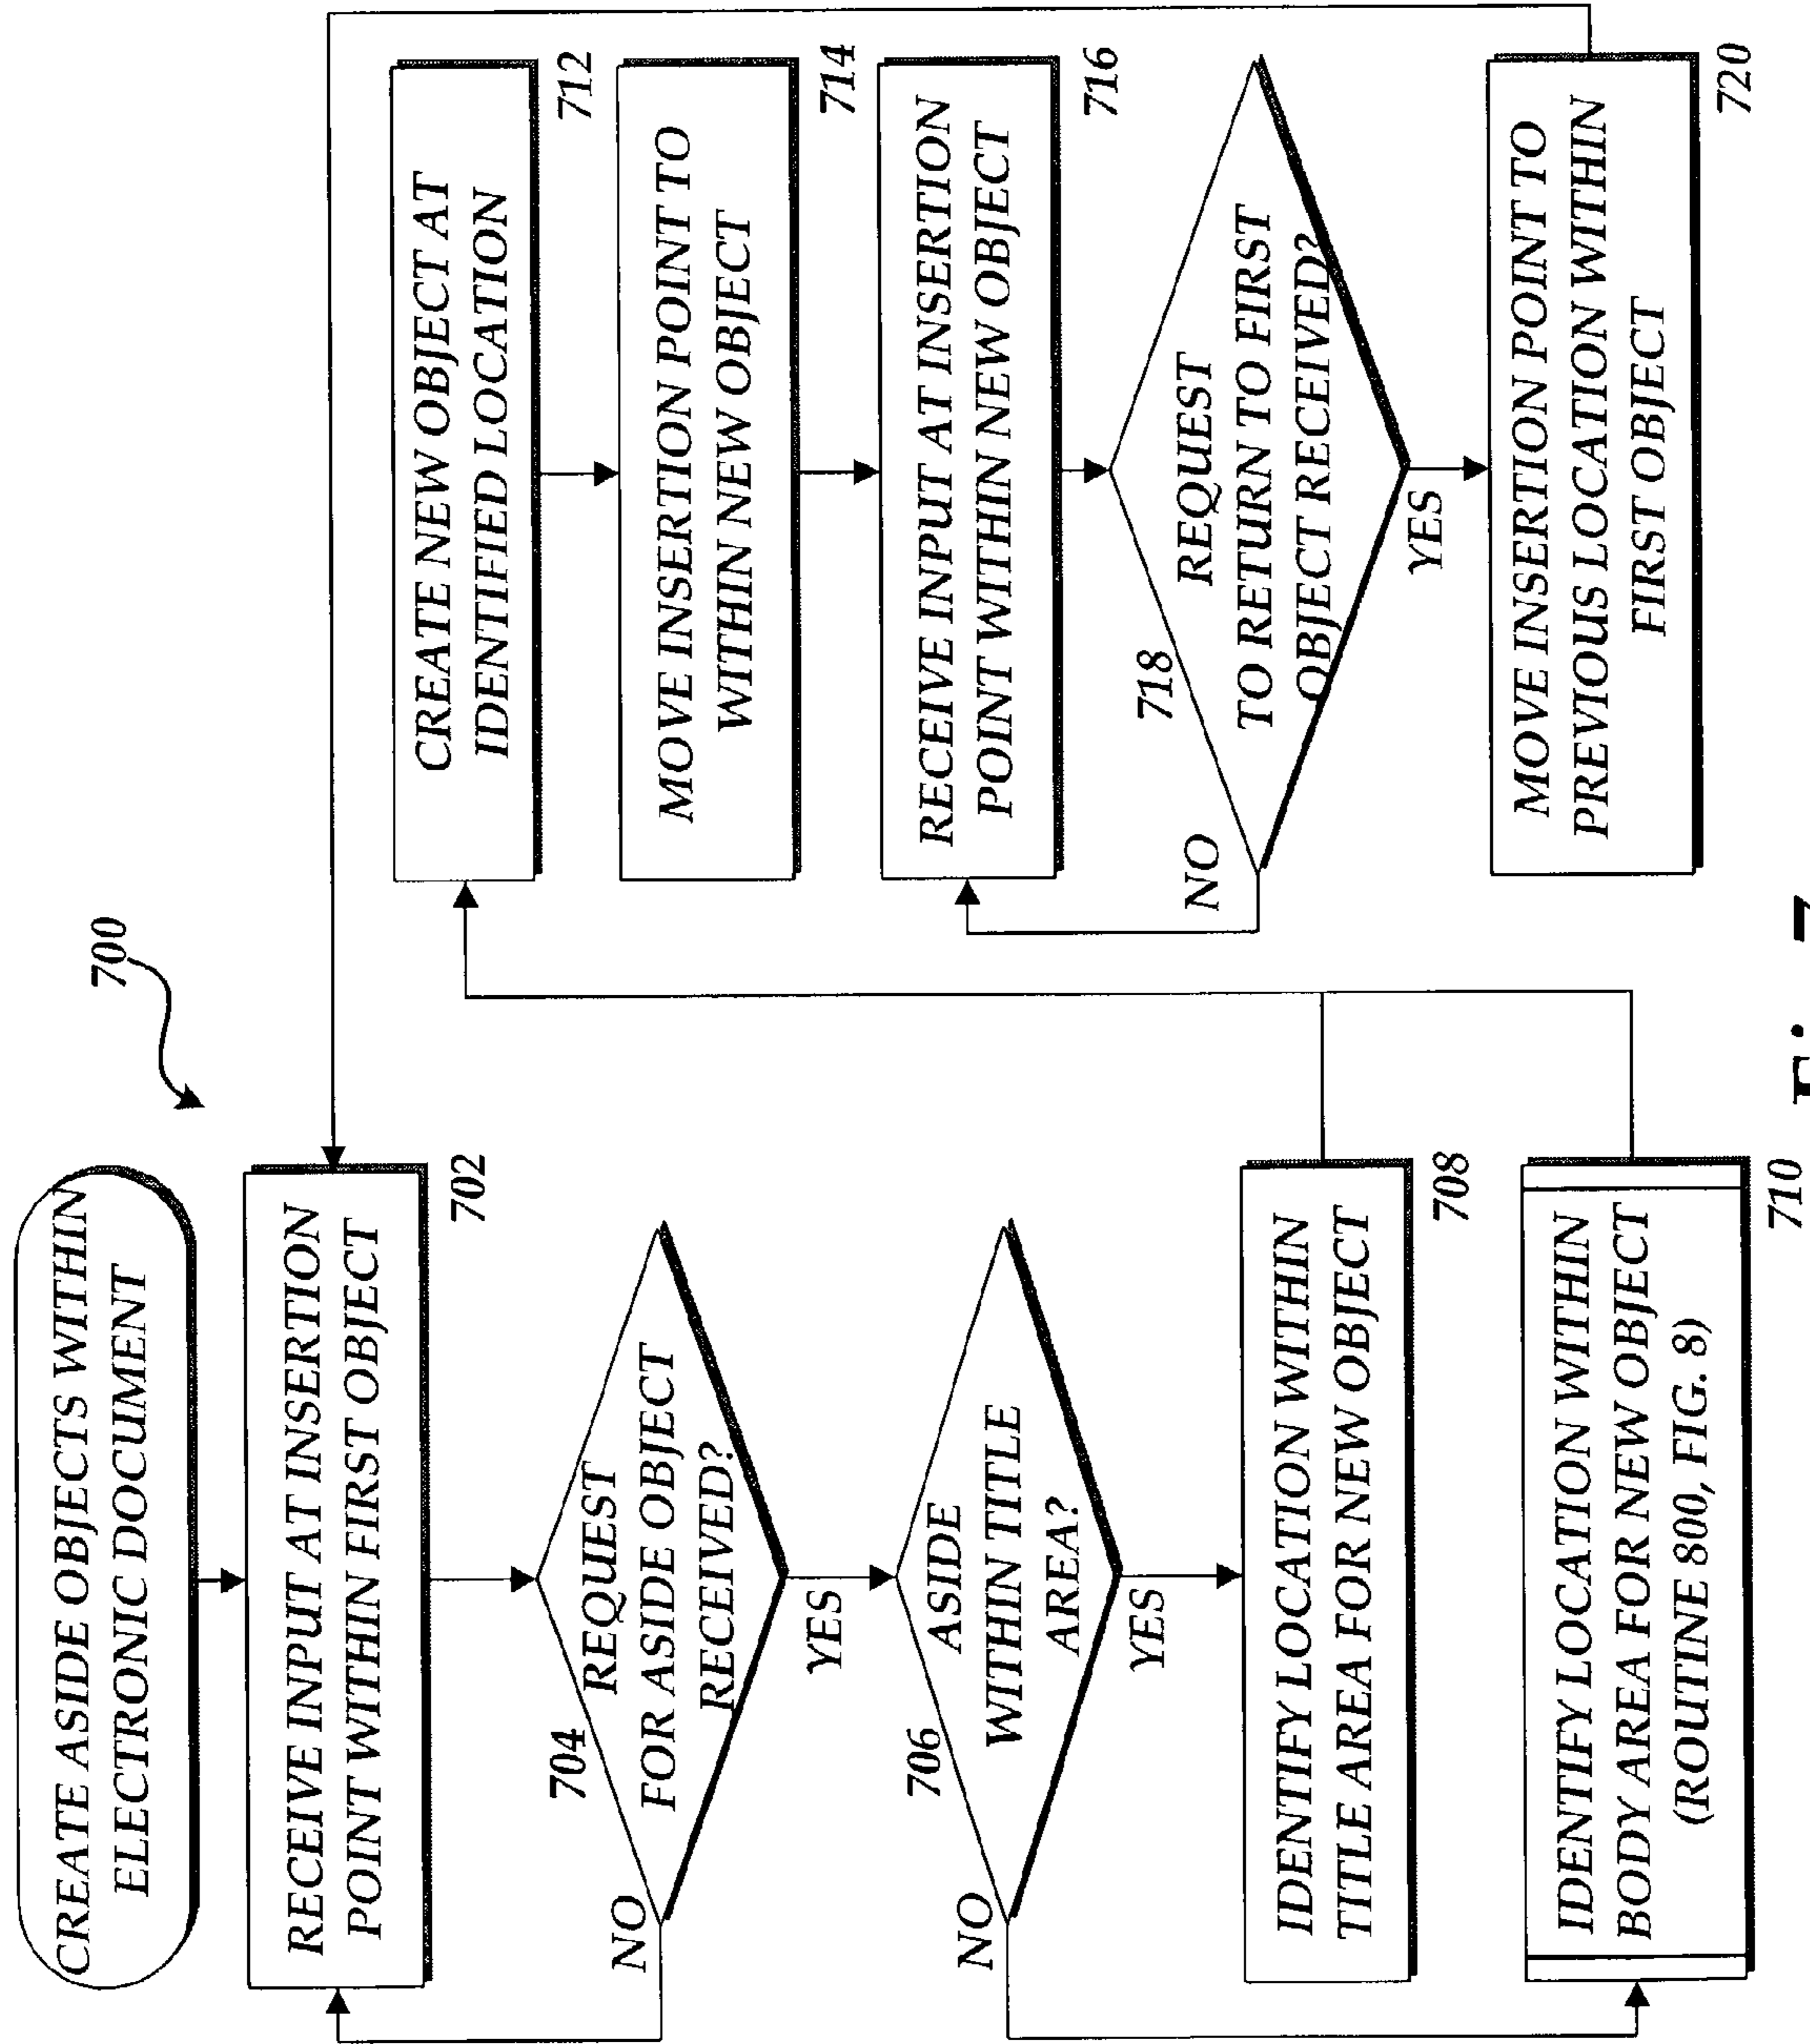 700
CREATE ASIDE OBJECTS WITHIN
ELECTRONIC DOCUMENT
RECEIVE INPUT AT INSERTION
POINT WITHIN FIRST OBJECT
702
REQUEST
FOR ASIDE OBJECT
RECEIVED?
704
NO
YES
ASIDE
WITHIN TITLE
AREA?
706
NO
YES
IDENTIFY LOCATION WITHIN
TITLE AREA FOR NEW OBJECT
708
IDENTIFY LOCATION WITHIN
BODY AREA FOR NEW OBJECT
(ROUTINE 800, FIG. 8)
710
CREATE NEW OBJECT AT
IDENTIFIED LOCATION
712
MOVE INSERTION POINT TO
WITHIN NEW OBJECT
714
RECEIVE INPUT AT INSERTION
POINT WITHIN NEW OBJECT
716
718
REQUEST
TO RETURN TO FIRST
OBJECT RECEIVED?
NO
YES
MOVE INSERTION POINT TO
PREVIOUS LOCATION WITHIN
FIRST OBJECT
720